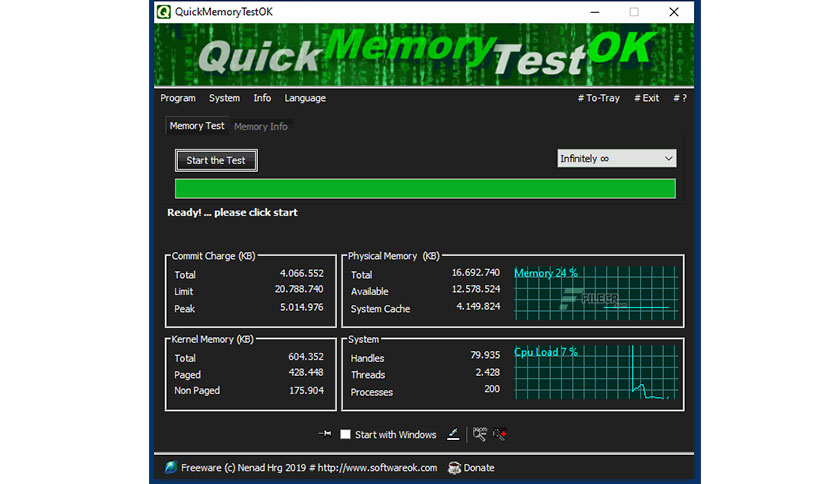 QuickMemoryTestOK
QuickMemoryTestOK
Program System Info Language # To-Tray # Exit # ?
Memory Test Memory Info
Start the Test Infinitely ∞
Ready! ... please click start
Commit Charge (KB)
Total 4.066.552
Limit 20.788.740
Peak 5.014.976
Physical Memory (KB)
Total 16.692.740
Available 12.578.524
System Cache 4.149.824
Memory 24 %
FILECR
Kernel Memory (KB)
Total 604.352
Paged 428.448
Non Paged 175.904
System
Handles 79.935
Threads 2.428
Processes 200
Cpu Load 7 %
Start with Windows
Freeware (c) Nenad Hrg 2019 # http://www.softwareok.com Donate